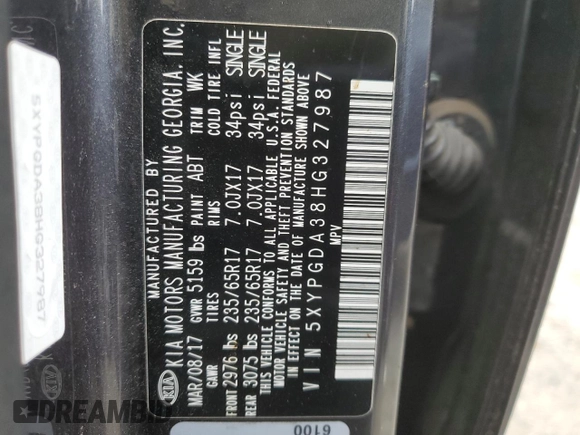 MANUFACTURED BY
KIA KIA MOTORS MANUFACTURING GEORGIA, INC.
MAR/08/17 GVWR 5159 lbs PAINT ABT TRIM WK
GAWR TIRES RIMS COLD TIRE INFL
FRONT 2976 lbs 235/65R17 7.0JX17 34psi SINGLE
REAR 3075 lbs 235/65R17 7.0JX17 34psi SINGLE
THIS VEHICLE CONFORMS TO ALL APPLICABLE U.S.A. FEDERAL
MOTOR VEHICLE SAFETY AND THEFT PREVENTION STANDARDS
IN EFFECT ON THE DATE OF MANUFACTURE SHOWN ABOVE
VIN 5XYPGDA38HG327987
MPV
5XYPGDA38HG327987
6100
DREAMBID